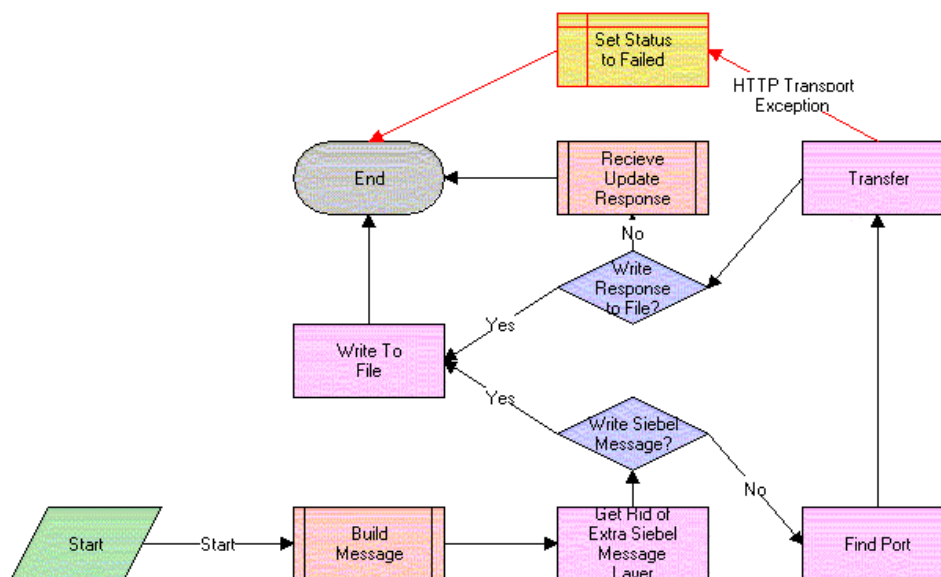 Set Status
to Failed
HTTP Transport
Exception
End
Recieve
Update
Response
Transfer
No
Write
Response
to File?
Yes
Write To
File
Yes
Write Siebel
Message?
No
Start
Start
Build
Message
Get Rid of
Extra Siebel
Message
Layer
Find Port